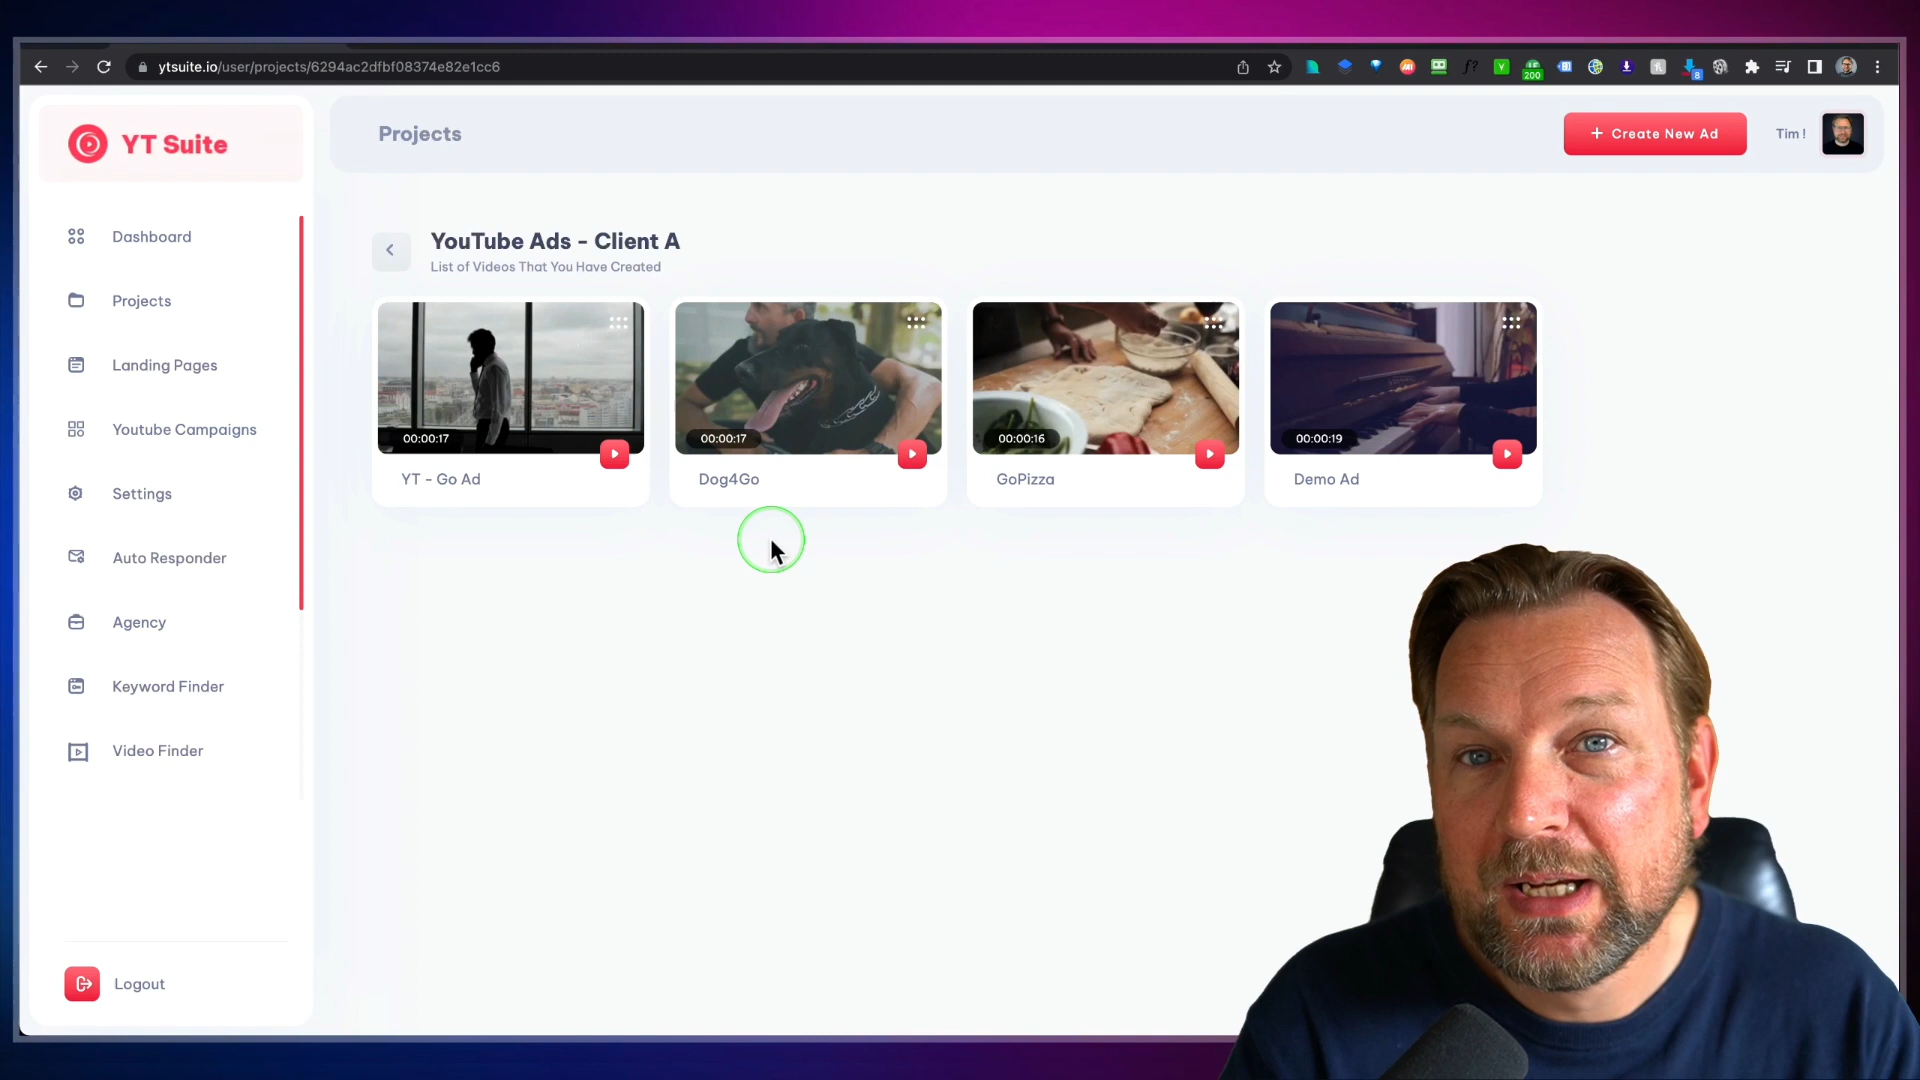 ytsuite.io/user/projects/6294ac2dfbf08374e82e1cc6
200
8
YT Suite
Projects
+ Create New Ad
Tim !
Dashboard
Projects
Landing Pages
Youtube Campaigns
Settings
Auto Responder
Agency
Keyword Finder
Video Finder
Logout
YouTube Ads - Client A
List of Videos That You Have Created
00:00:17
00:00:17
00:00:16
00:00:19
YT - Go Ad
Dog4Go
GoPizza
Demo Ad